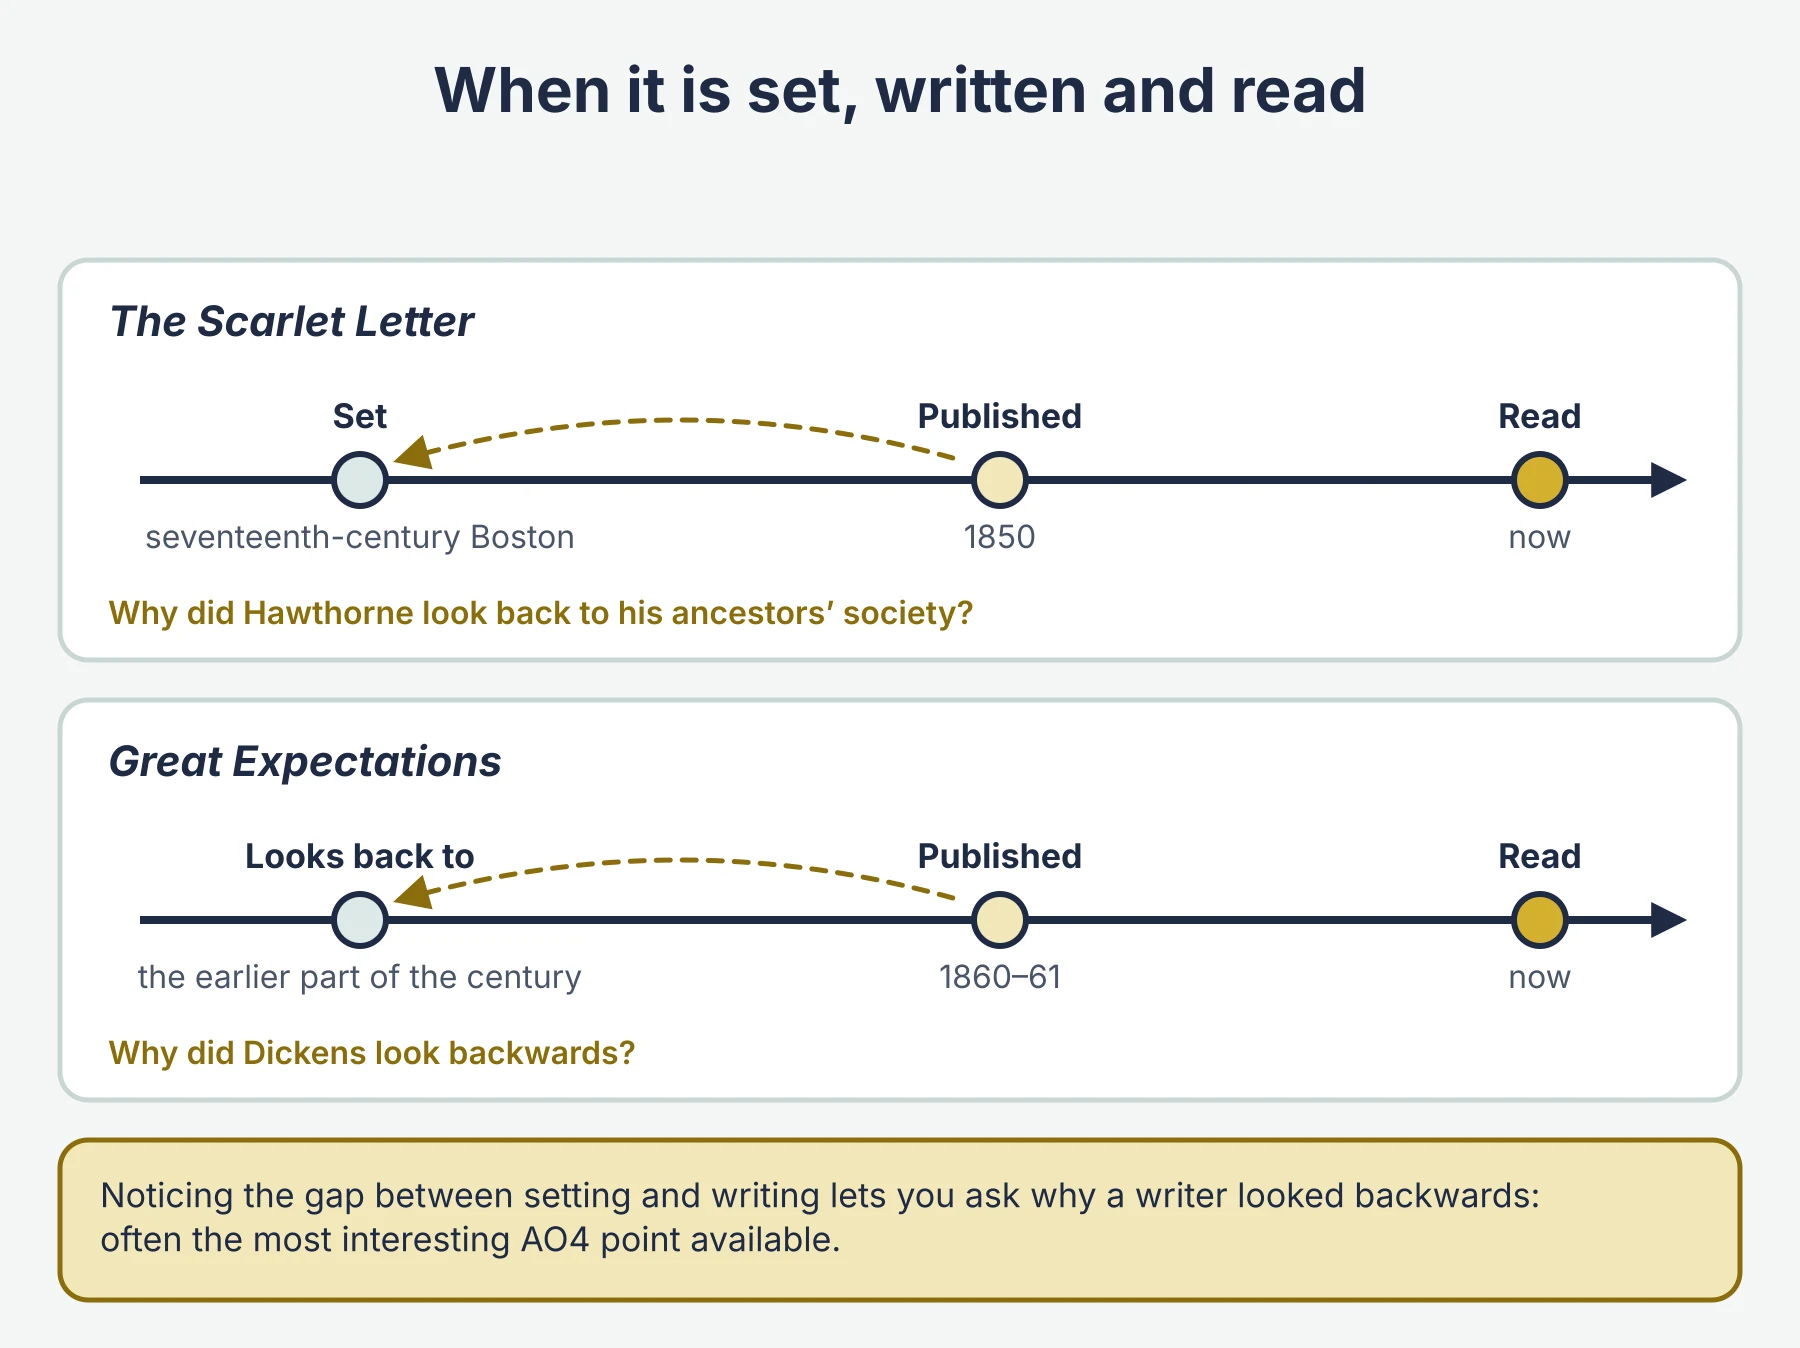 When it is set, written and read
The Scarlet Letter
Set
Published
Read
seventeenth-century Boston
1850
now
Why did Hawthorne look back to his ancestors’ society?
Great Expectations
Looks back to
Published
Read
the earlier part of the century
1860–61
now
Why did Dickens look backwards?
Noticing the gap between setting and writing lets you ask why a writer looked backwards:
often the most interesting AO4 point available.